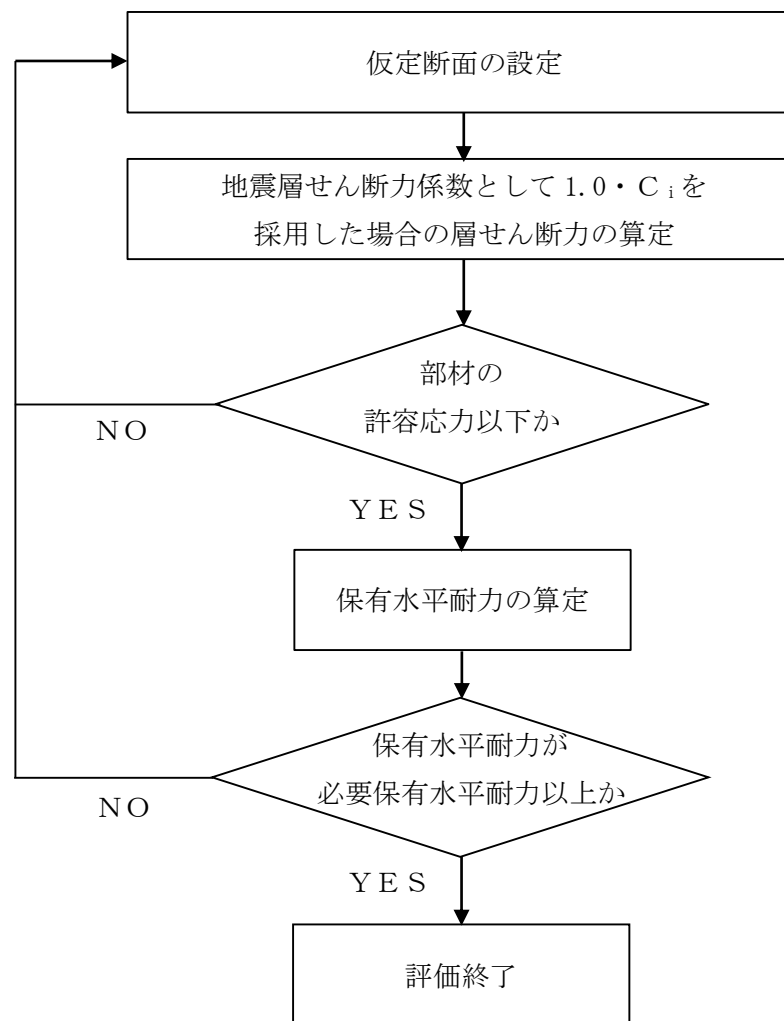 仮定断面の設定
地震層せん断力係数として1.0・Ｃｉを
採用した場合の層せん断力の算定
部材の
許容応力以下か
ＮＯ
ＹＥＳ
保有水平耐力の算定
保有水平耐力が
必要保有水平耐力以上か
ＮＯ
ＹＥＳ
評価終了